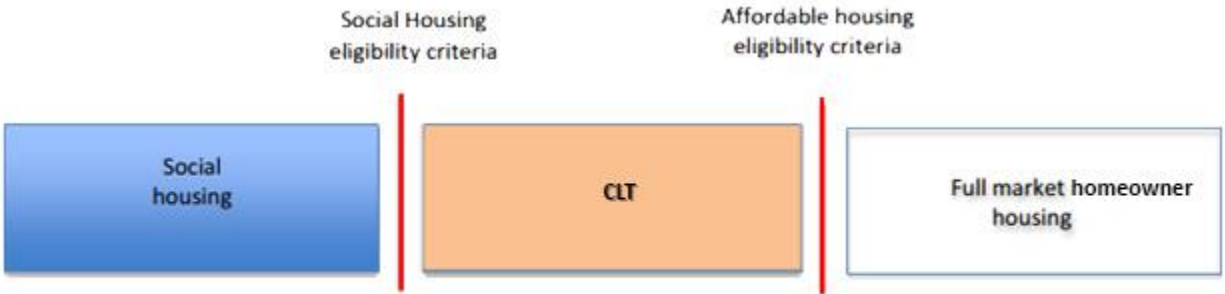 Social Housing
eligibility criteria
Affordable housing
eligibility criteria
Social
housing
CLT
Full market homeowner
housing